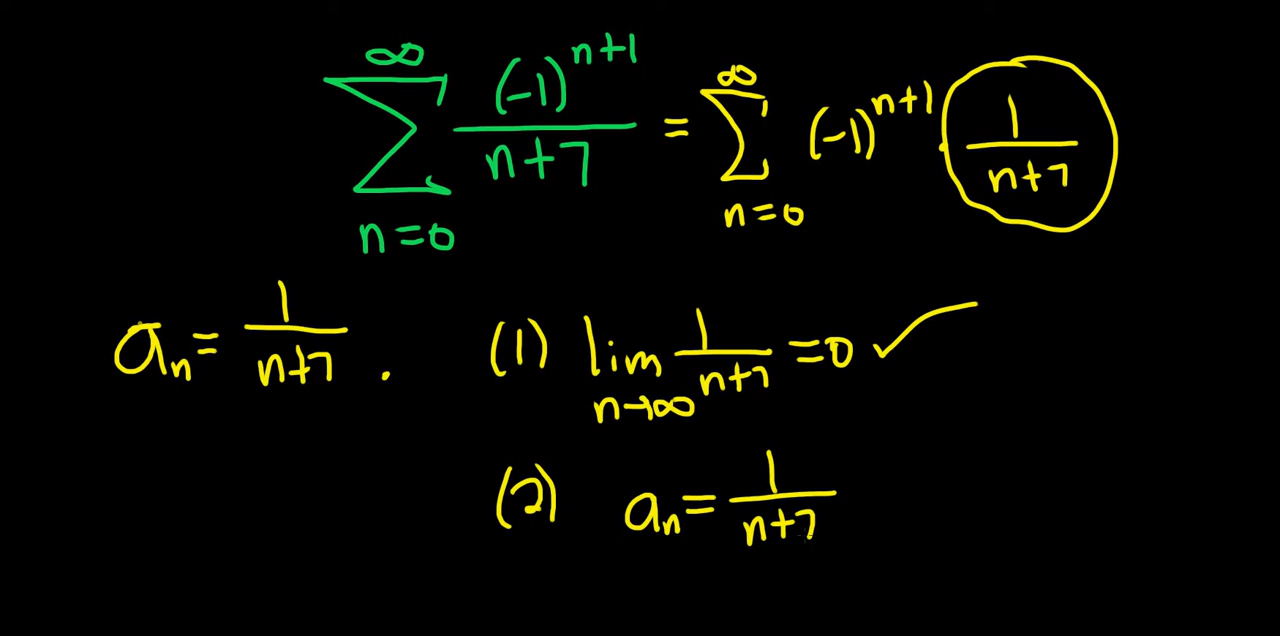 ∞ ∑ n=0 (-1)^{n+1} / n+7 = ∞ ∑ n=0 (-1)^{n+1} · 1 / n+7
a_n = 1 / n+7 . (1) lim n→∞ 1 / n+7 = 0 ✓
(2) a_n = 1 / n+7